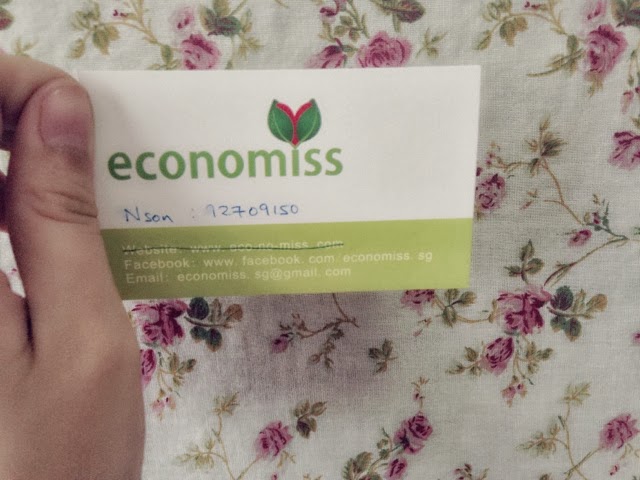 economiss
Nson : 92709150
Website: www. eco-no-miss. com
Facebook: www. facebook. com economiss. sg
Email: economiss. sg@gmail. com